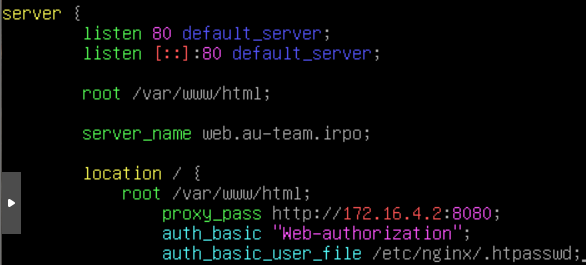 server {
listen 80 default_server;
listen [::]:80 default_server;
root /var/www/html;
server_name web.au-team.irpo;
location / {
root /var/www/html;
proxy_pass http://172.16.4.2:8080;
auth_basic "Web-authorization";
auth_basic_user_file /etc/nginx/.htpasswd;